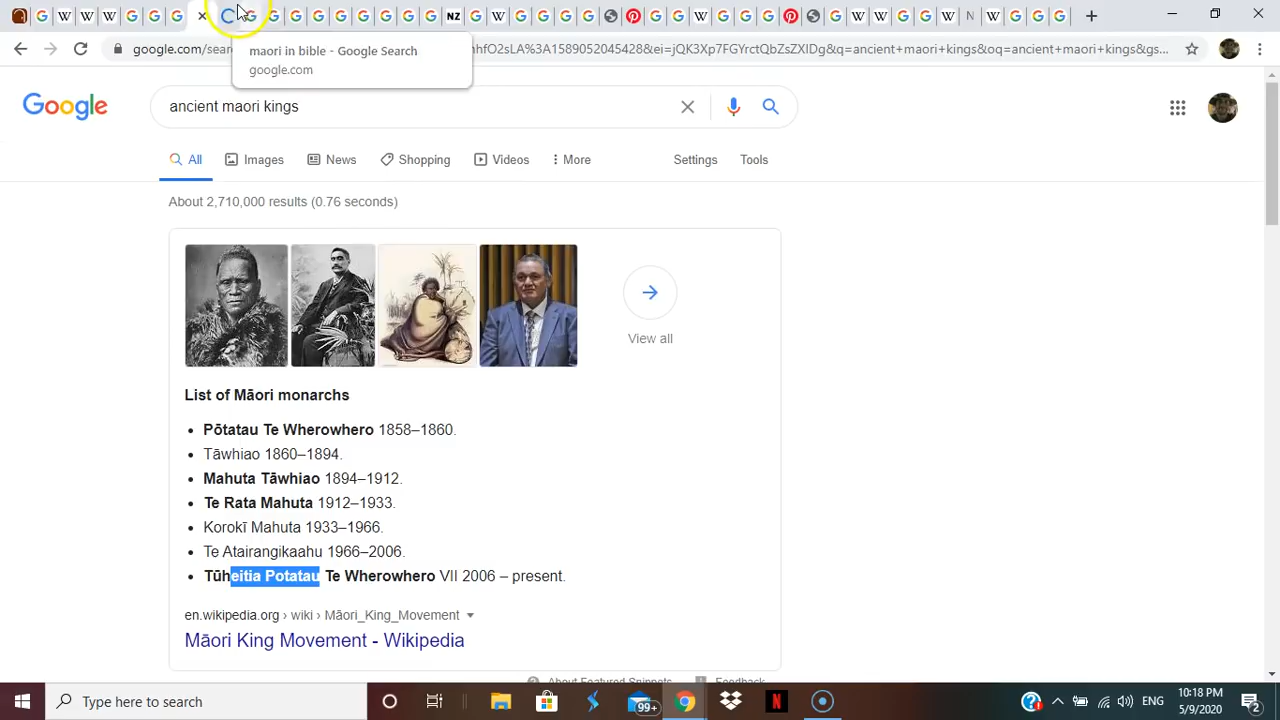 NZ
N
google.com/sear
hhfO2sLA%3A1589052045428&ei=jQK3Xp7FGYrctQbZsZXIDg&q=ancient+maori+kings&oq=ancient+maori+kings&gs...
maori in bible - Google Search
google.com
Google
ancient maori kings
All Images News Shopping Videos More Settings Tools
About 2,710,000 results (0.76 seconds)
View all
List of Māori monarchs
Pōtatau Te Wherowhero 1858–1860.
Tāwhiao 1860–1894.
Mahuta Tāwhiao 1894–1912.
Te Rata Mahuta 1912–1933.
Korokī Mahuta 1933–1966.
Te Atairangikaahu 1966–2006.
Tūheitia Potatau Te Wherowhero VII 2006 – present.
en.wikipedia.org › wiki › Māori_King_Movement
Māori King Movement - Wikipedia
About Featured Snippets Feedback
Type here to search
99+
N
ENG
10:18 PM
5/9/2020
2